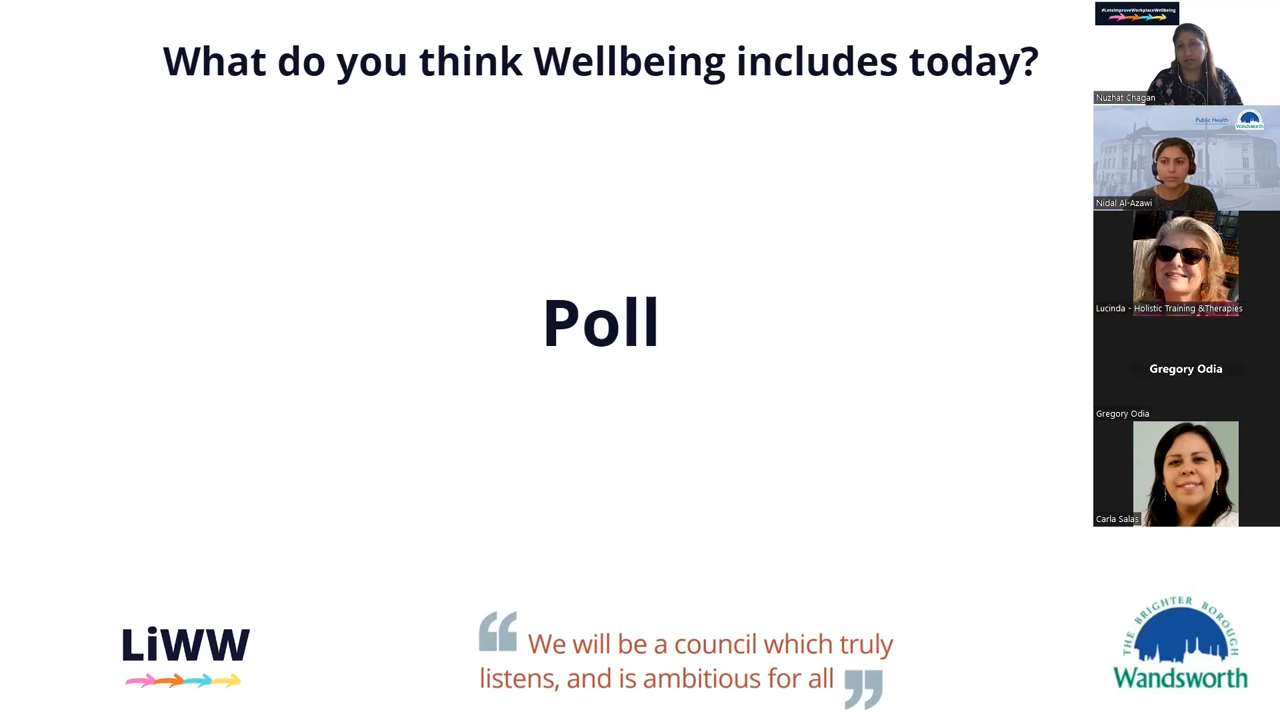 What do you think Wellbeing includes today?
Poll
LiWW
“ We will be a council which truly
listens, and is ambitious for all ”
THE BRIGHTER BOROUGH
Wandsworth
#LetsImproveWorkplaceWellbeing
Nuzhat Chagan
Public Health
Wandsworth
Nidal Al-Azawi
Lucinda - Holistic Training &Therapies
Gregory Odia
Gregory Odia
Carla Salas